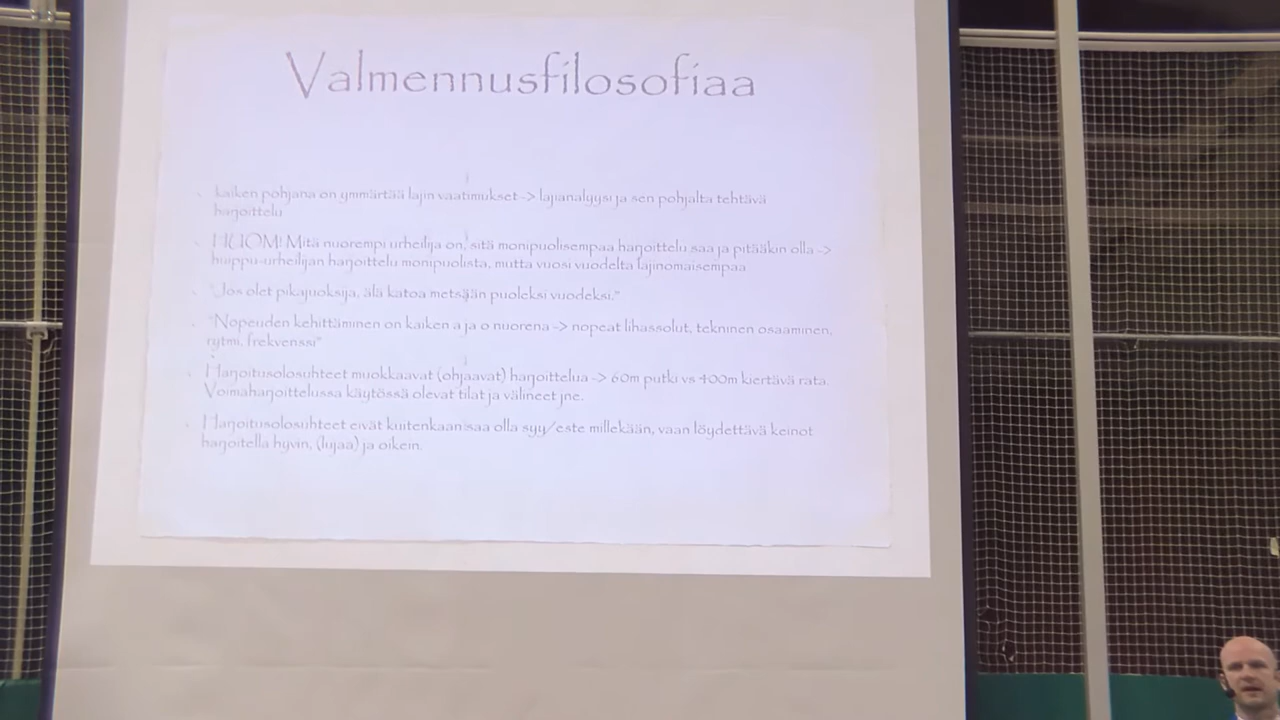 Valmennusfilosofiaa
kaiken pohjana on ymmärtää lajin vaatimukset -> lajianalyysi ja sen pohjalta tehtävä
harjoittelu
HUOM! Mitä nuorempi urheilija on, sitä monipuolisempaa harjoittelu saa ja pitääkin olla ->
huippu-urheilijan harjoittelu monipuolista, mutta vuosi vuodelta lajinomaisempaa
"Jos olet pikajuoksija, älä katoa metsään puoleksi vuodeksi."
"Nopeuden kehittäminen on kaiken a ja o nuorena -> nopeat lihassolut, tekninen osaaminen,
rytmi, frekvenssi"
Harjoitusolosuhteet muokkaavat (ohjaavat) harjoittelua -> 60m putki vs 400m kiertävä rata.
Voimaharjoittelussa käytössä olevat tilat ja välineet jne.
Harjoitusolosuhteet eivät kuitenkaan saa olla syy/este millekään, vaan löydettävä keinot
harjoitella hyvin, (lujaa) ja oikein.